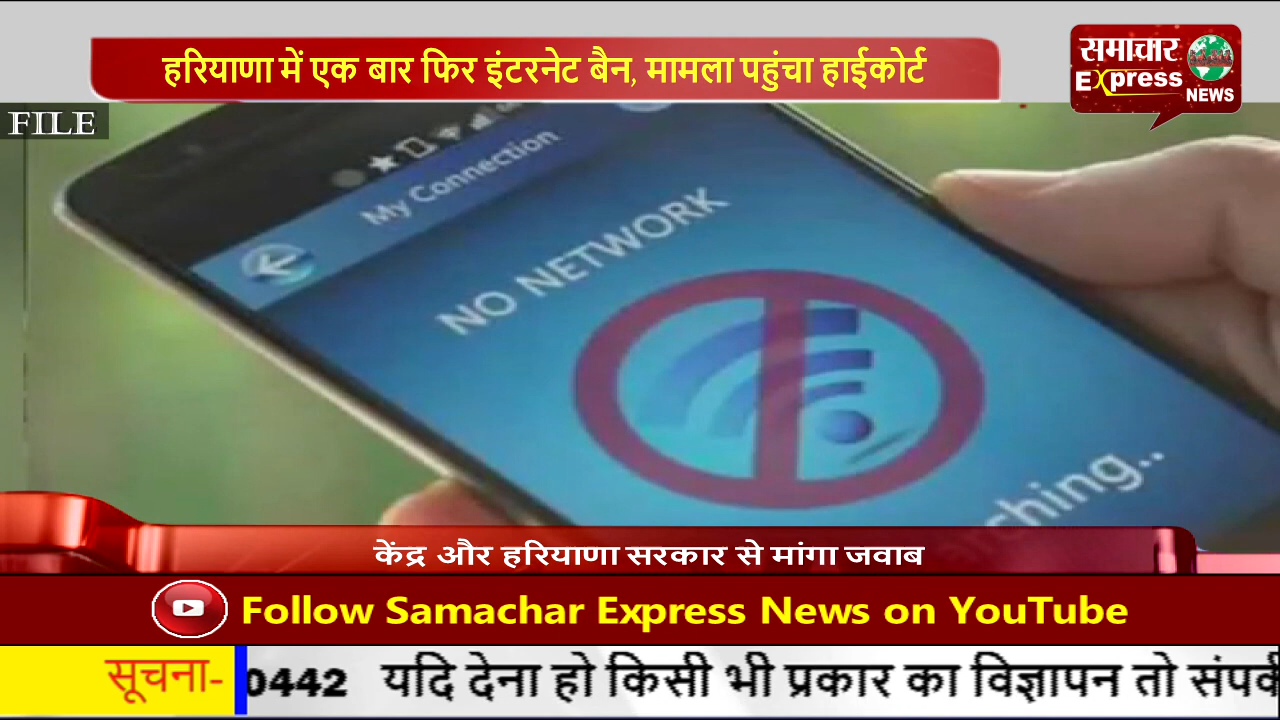 हरियाणा में एक बार फिर इंटरनेट बैन, मामला पहुंचा हाईकोर्ट
समाचार
Express
NEWS
FILE
My Connection
NO NETWORK
केंद्र और हरियाणा सरकार से मांगा जवाब
Follow Samachar Express News on YouTube
सूचना-
0442 यदि देना हो किसी भी प्रकार का विज्ञापन तो